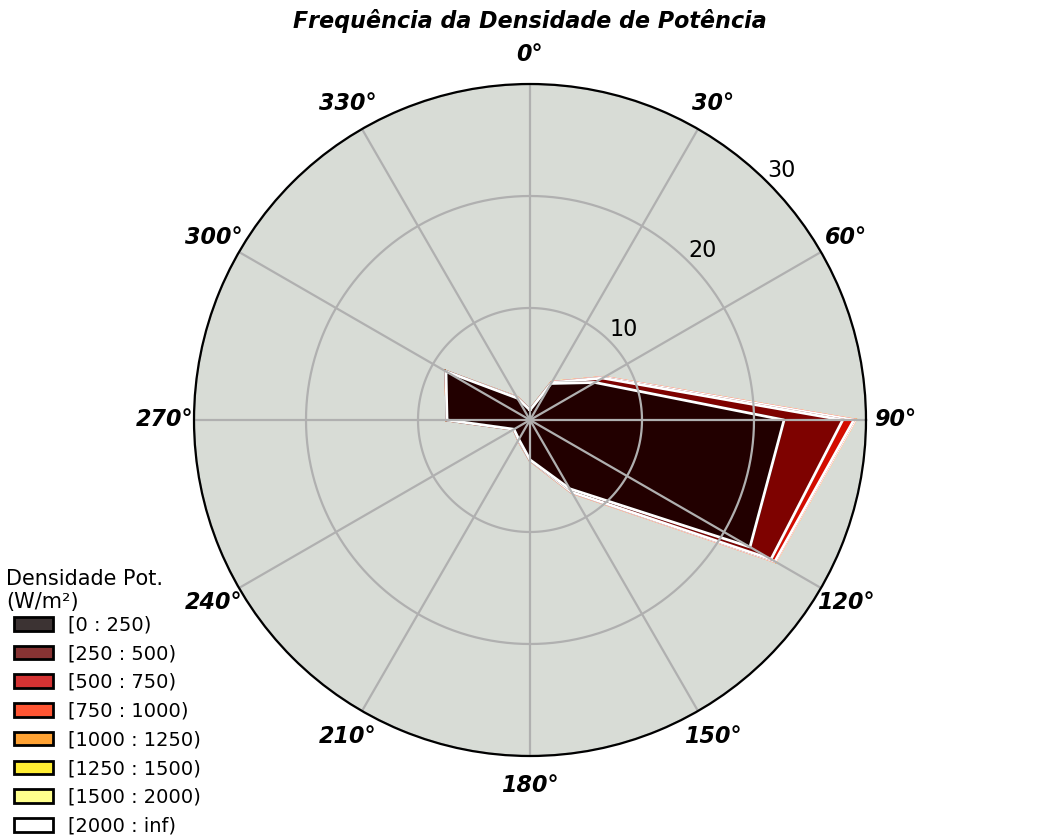 Frequência da Densidade de Potência
0°
330°
30°
30
300°
60°
20
10
270°
90°
240°
120°
210°
150°
180°
Densidade Pot.
(W/m²)
[0 : 250)
[250 : 500)
[500 : 750)
[750 : 1000)
[1000 : 1250)
[1250 : 1500)
[1500 : 2000)
[2000 : inf)